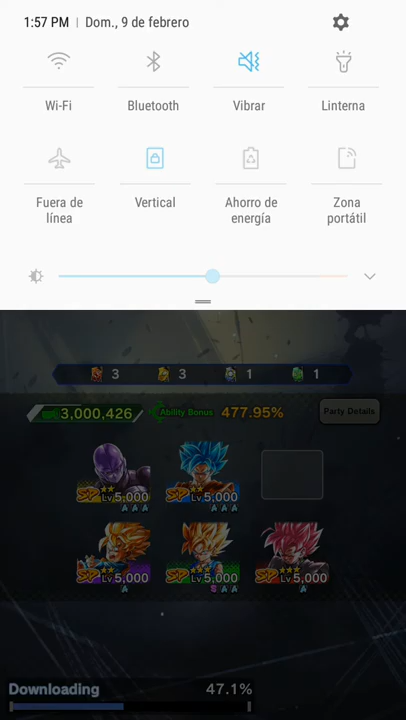 1:57 PM | Dom., 9 de febrero
Wi-Fi
Bluetooth
Vibrar
Linterna
Fuera de
línea
Vertical
Ahorro de
energía
Zona
portátil
3 3 1 1
3,000,426 Ability Bonus 477.95% Party Details
SP Lv.5,000 SP Lv.5,000
A A A A A A
SP Lv.5,000 SP Lv.5,000 SP Lv.5,000
A S A A A
Downloading 47.1%